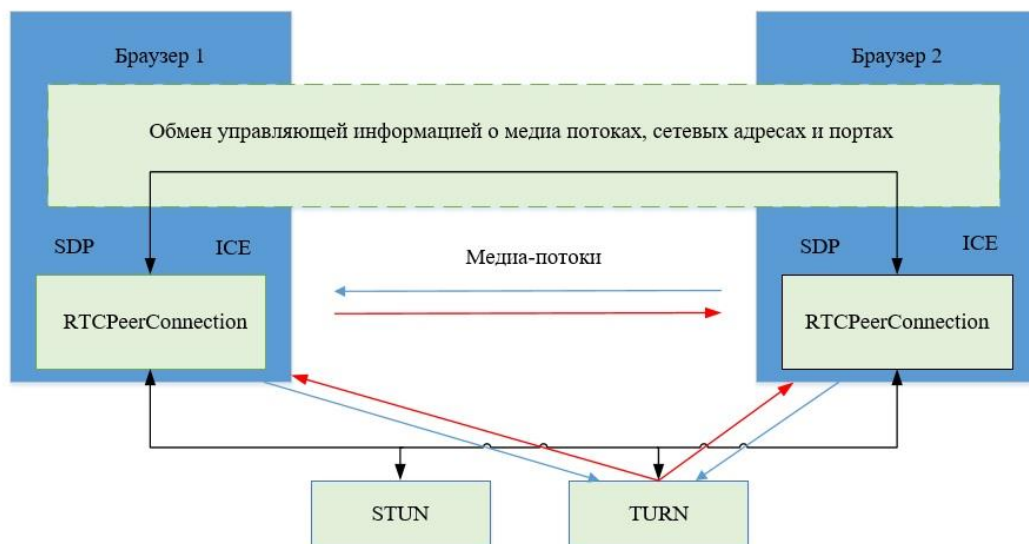 Браузер 1
Браузер 2
Обмен управляющей информацией о медиа потоках, сетевых адресах и портах
SDP
ICE
SDP
ICE
Медиа-потоки
RTCPeerConnection
RTCPeerConnection
STUN
TURN